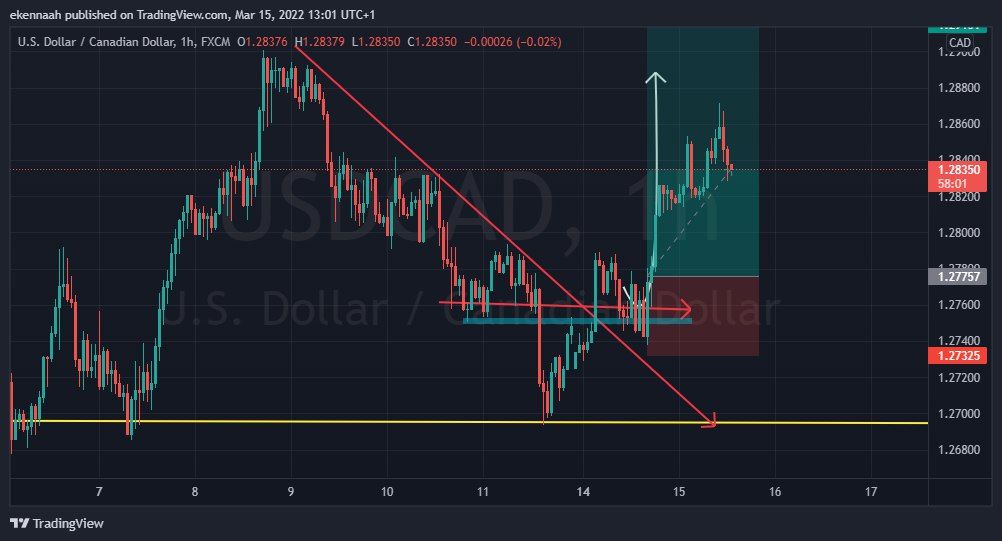 ekennaah published on TradingView.com, Mar 15, 2022 13:01 UTC+1
U.S. Dollar / Canadian Dollar, 1h, FXCM O1.28376 H1.28379 L1.28350 C1.28350 −0.00026 (−0.02%)
CAD
1.29000
1.28800
1.28600
1.28400
1.28350
58:01
1.28200
1.28000
1.27800
1.27757
1.27600
1.27400
1.27325
1.27200
1.27000
1.26800
USDCAD, 1h
U.S. Dollar / Canadian Dollar
7 8 9 10 11 14 15 16 17
TradingView